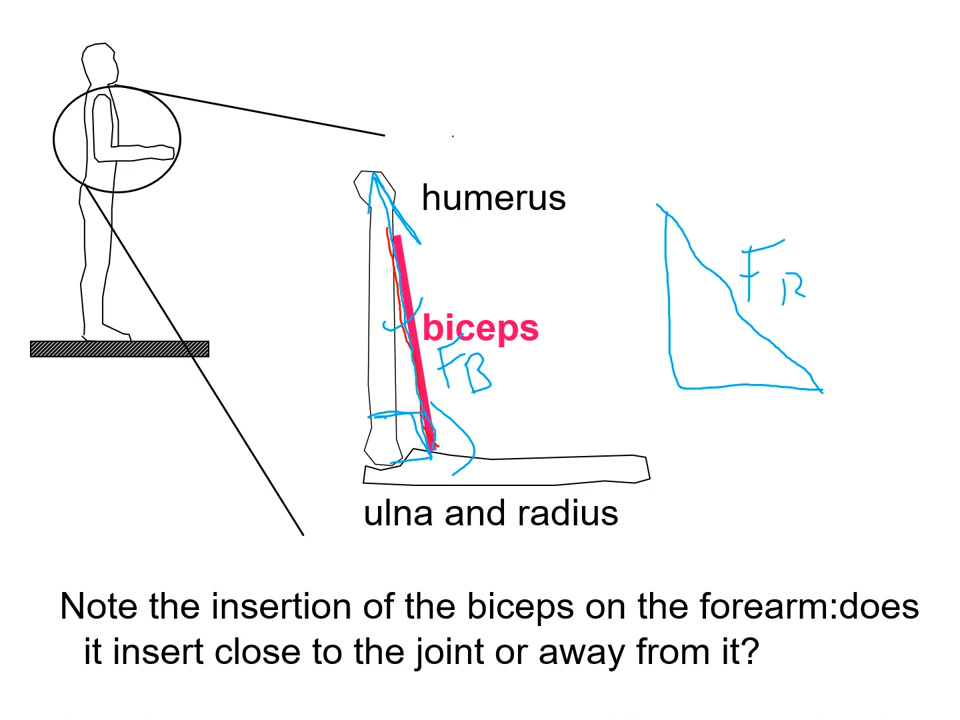 humerus
biceps
FB
FR
ulna and radius
Note the insertion of the biceps on the forearm:does
it insert close to the joint or away from it?